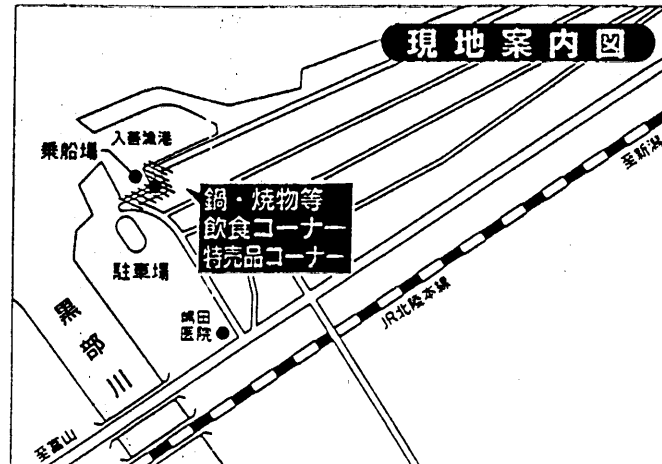 現地案内図
入善漁港
乗船場
鍋・焼物等
飲食コーナー
特売品コーナー
駐車場
至新潟
JR北陸本線
医院
黒部川
至富山